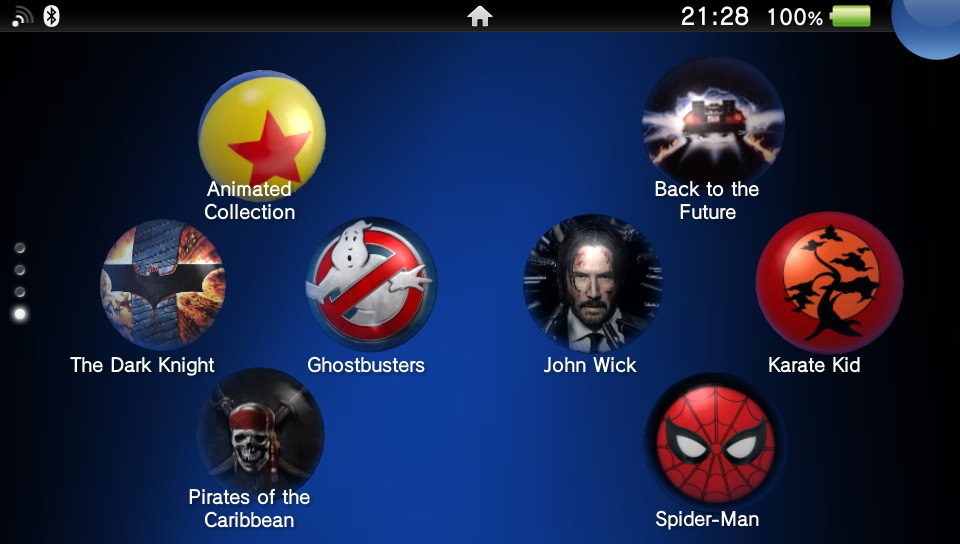 21:28 100%
Animated
Collection
Back to the
Future
The Dark Knight
Ghostbusters
John Wick
Karate Kid
Pirates of the
Caribbean
Spider-Man